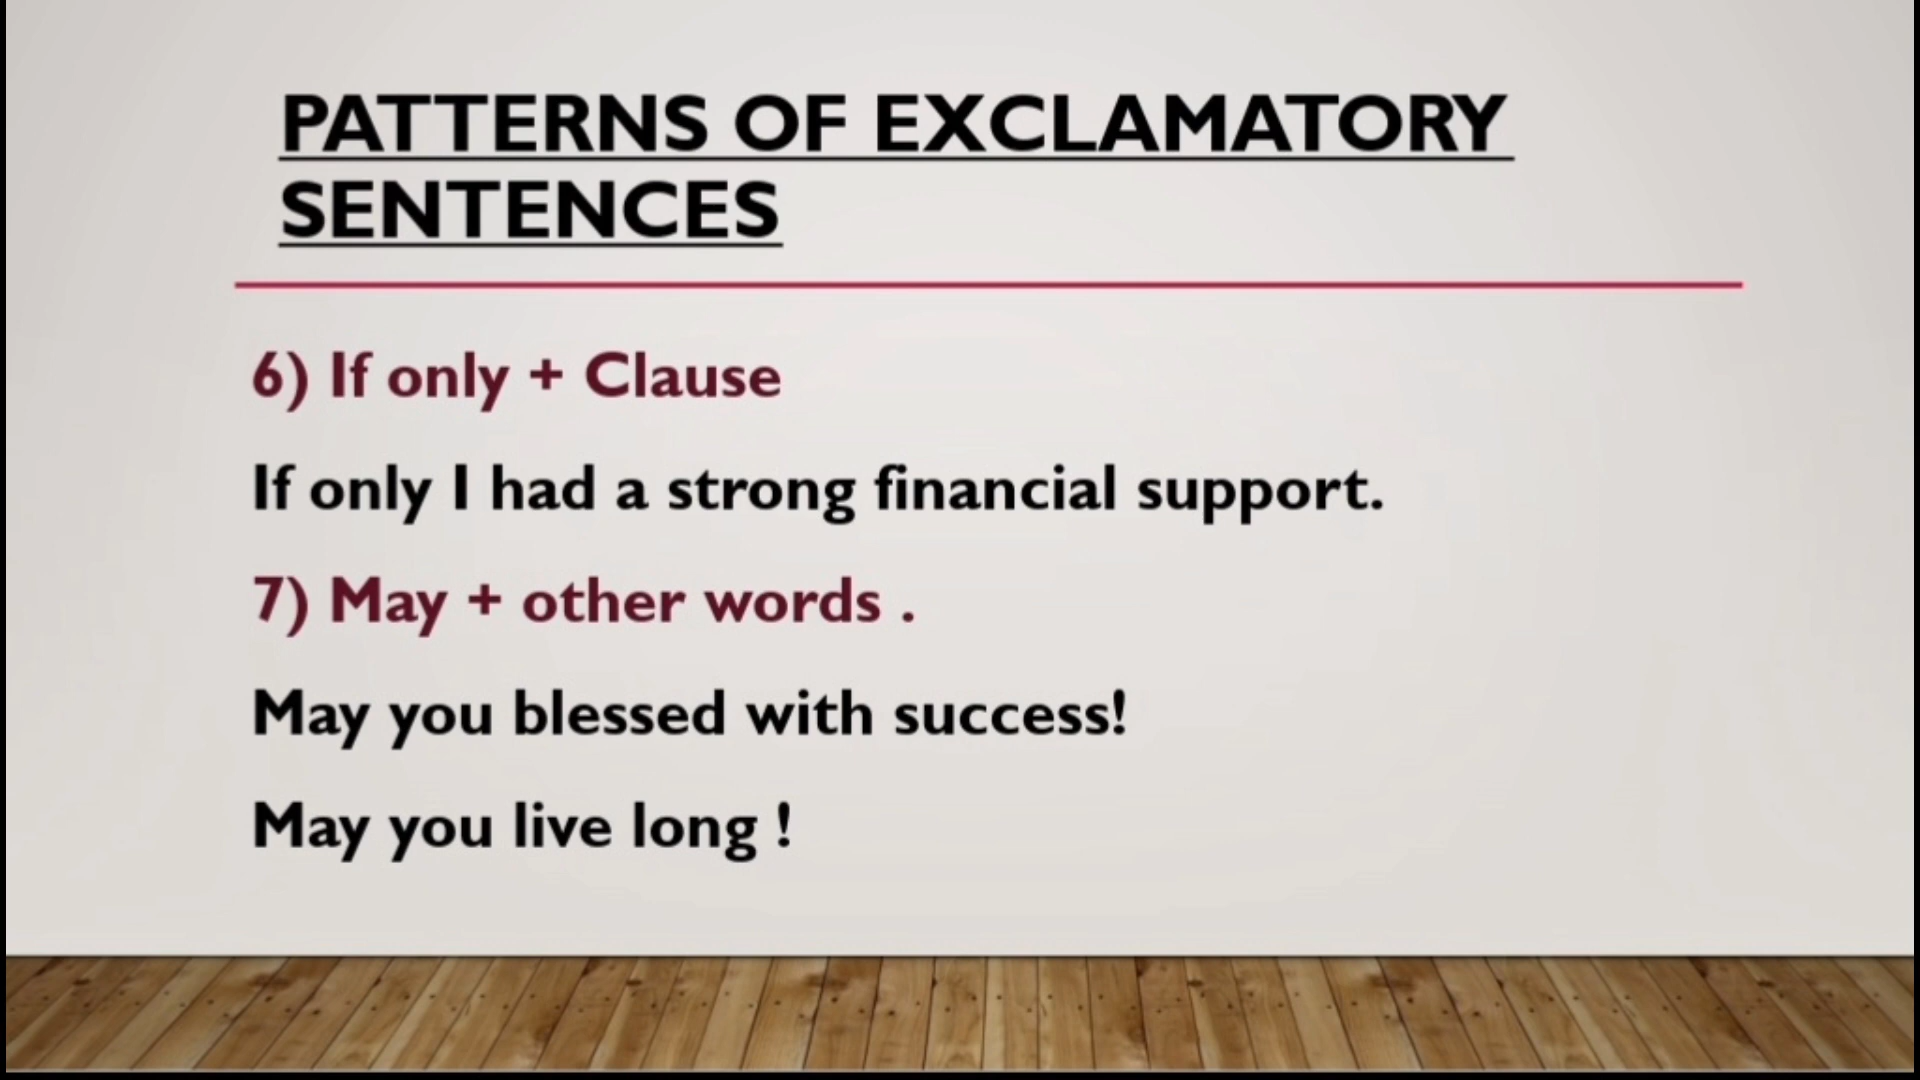 PATTERNS OF EXCLAMATORY
SENTENCES
6) If only + Clause
If only I had a strong financial support.
7) May + other words .
May you blessed with success!
May you live long !